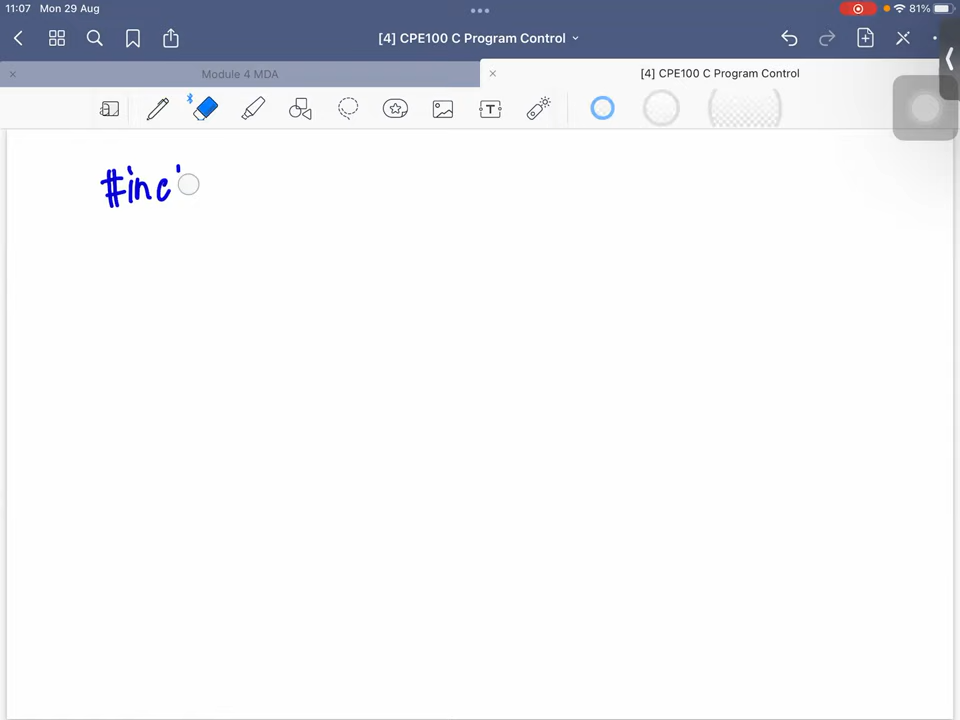 11:07 Mon 29 Aug 81%
[4] CPE100 C Program Control
Module 4 MDA
[4] CPE100 C Program Control
T
#inc